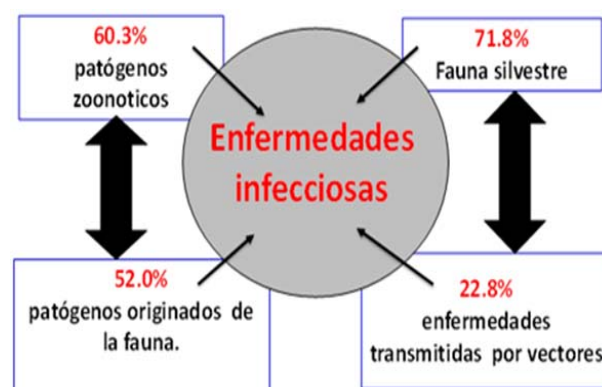 60.3%
patógenos
zoonoticos
71.8%
Fauna silvestre
Enfermedades
infecciosas
52.0%
patógenos originados de
la fauna.
22.8%
enfermedades
transmitidas por vectores